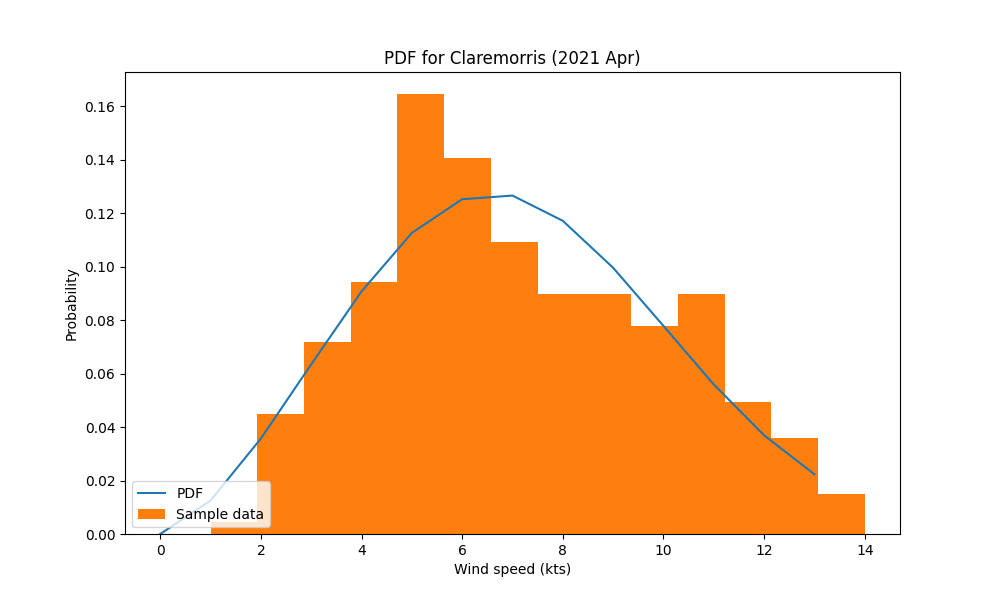 PDF for Claremorris (2021 Apr)
0.16
0.14
0.12
0.10
0.08
0.06
0.04
0.02
0.00
Probability
PDF
Sample data
0 2 4 6 8 10 12 14
Wind speed (kts)